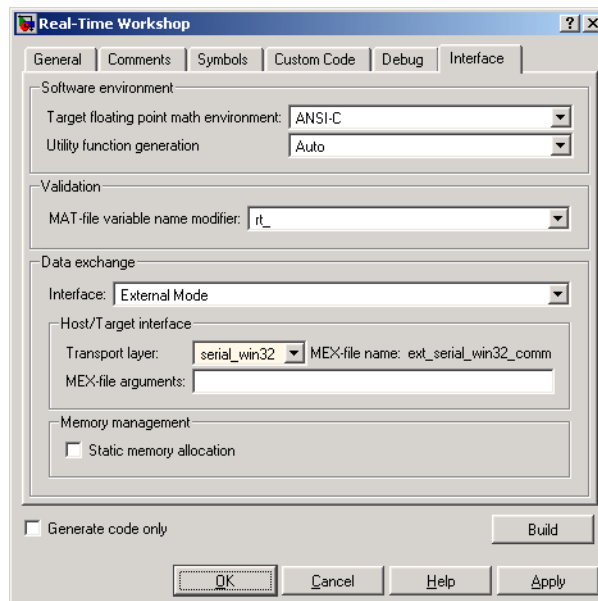 Real-Time Workshop
General Comments Symbols Custom Code Debug Interface
Software environment
Target floating point math environment: ANSI-C
Utility function generation Auto
Validation
MAT-file variable name modifier: rt_
Data exchange
Interface: External Mode
Host/Target interface
Transport layer: serial_win32 MEX-file name: ext_serial_win32_comm
MEX-file arguments:
Memory management
Static memory allocation
Generate code only Build
OK Cancel Help Apply